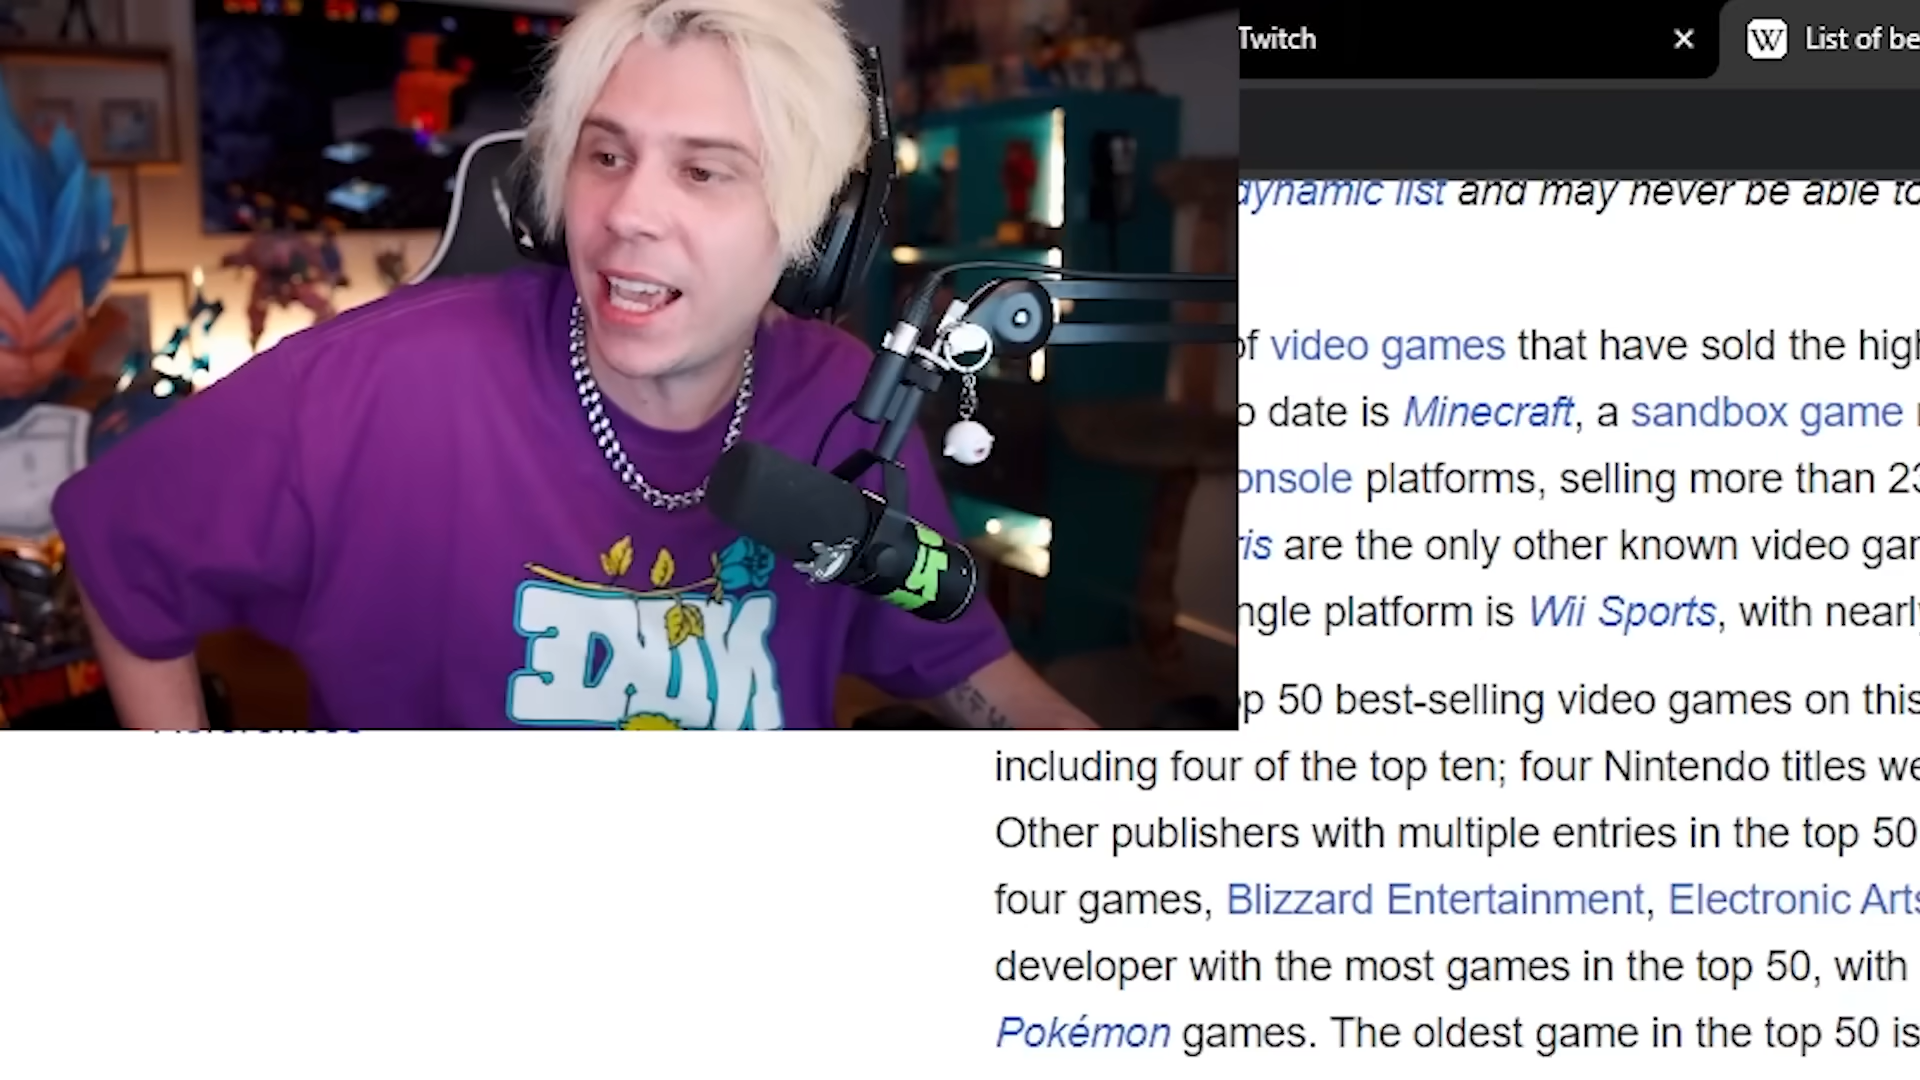 Twitch
List of be
dynamic list and may never be able to
of video games that have sold the high
o date is Minecraft, a sandbox game
onsole platforms, selling more than 23
ris are the only other known video gam
ngle platform is Wii Sports, with nearly
op 50 best-selling video games on this
including four of the top ten; four Nintendo titles we
Other publishers with multiple entries in the top 50
four games, Blizzard Entertainment, Electronic Arts
developer with the most games in the top 50, with
Pokémon games. The oldest game in the top 50 is